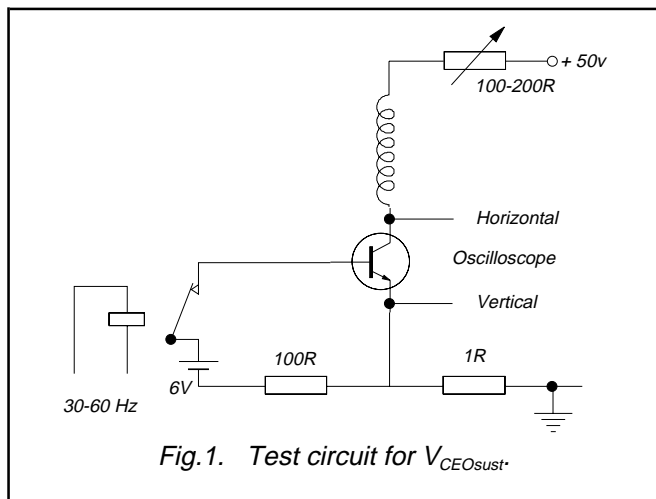 + 50v
100-200R
Horizontal
Oscilloscope
Vertical
100R
1R
6V
30-60 Hz
Fig.1. Test circuit for VCEOsust.